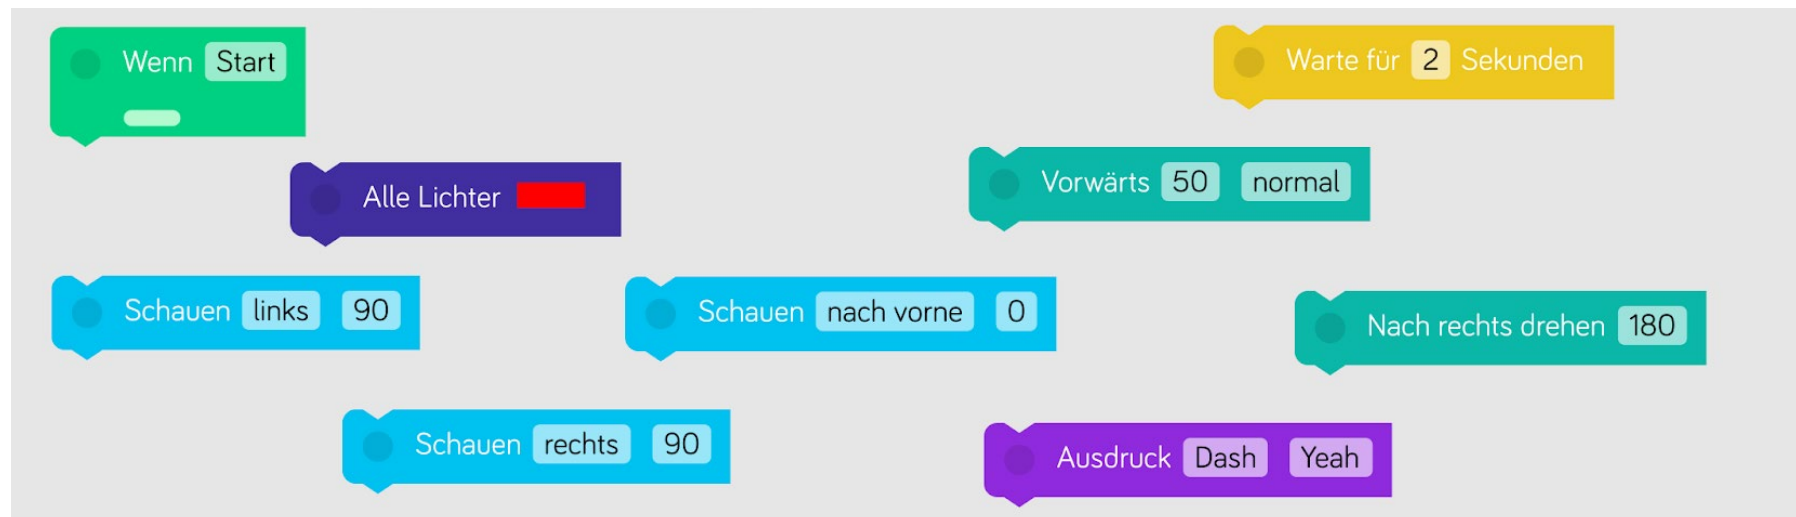 Wenn Start
Warte für 2 Sekunden
Alle Lichter
Vorwärts 50 normal
Schauen links 90
Schauen nach vorne 0
Nach rechts drehen 180
Schauen rechts 90
Ausdruck Dash Yeah